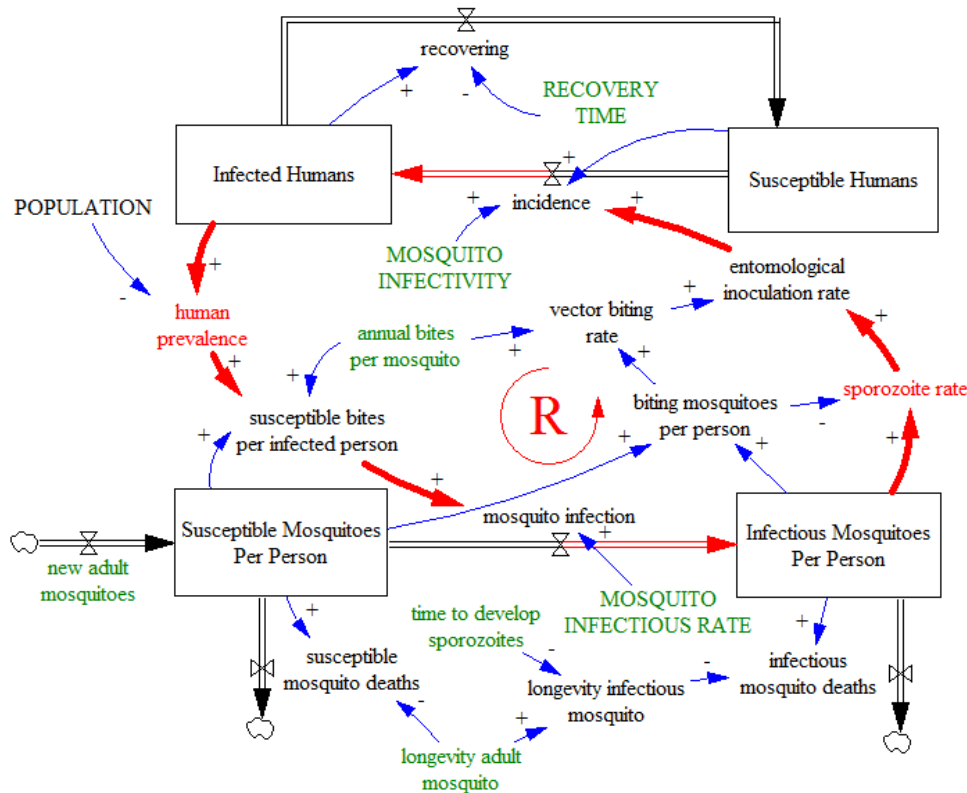 recovering
+
-
RECOVERY
TIME
Infected Humans
+
Susceptible Humans
POPULATION
+
incidence
+
MOSQUITO
INFECTIVITY
+
entomological
inoculation rate
-
human
prevalence
+
annual bites
per mosquito
+
vector biting
rate
+
+
+
+
susceptible bites
per infected person
R
biting mosquitoes
per person
+
sporozoite rate
-
+
+
+
+
+
Susceptible Mosquitoes
Per Person
mosquito infection
+
Infectious Mosquitoes
Per Person
new adult
mosquitoes
+
time to develop
sporozoites
MOSQUITO
INFECTIOUS RATE
+
susceptible
mosquito deaths
-
longevity infectious
mosquito
-
infectious
mosquito deaths
-
+
longevity adult
mosquito